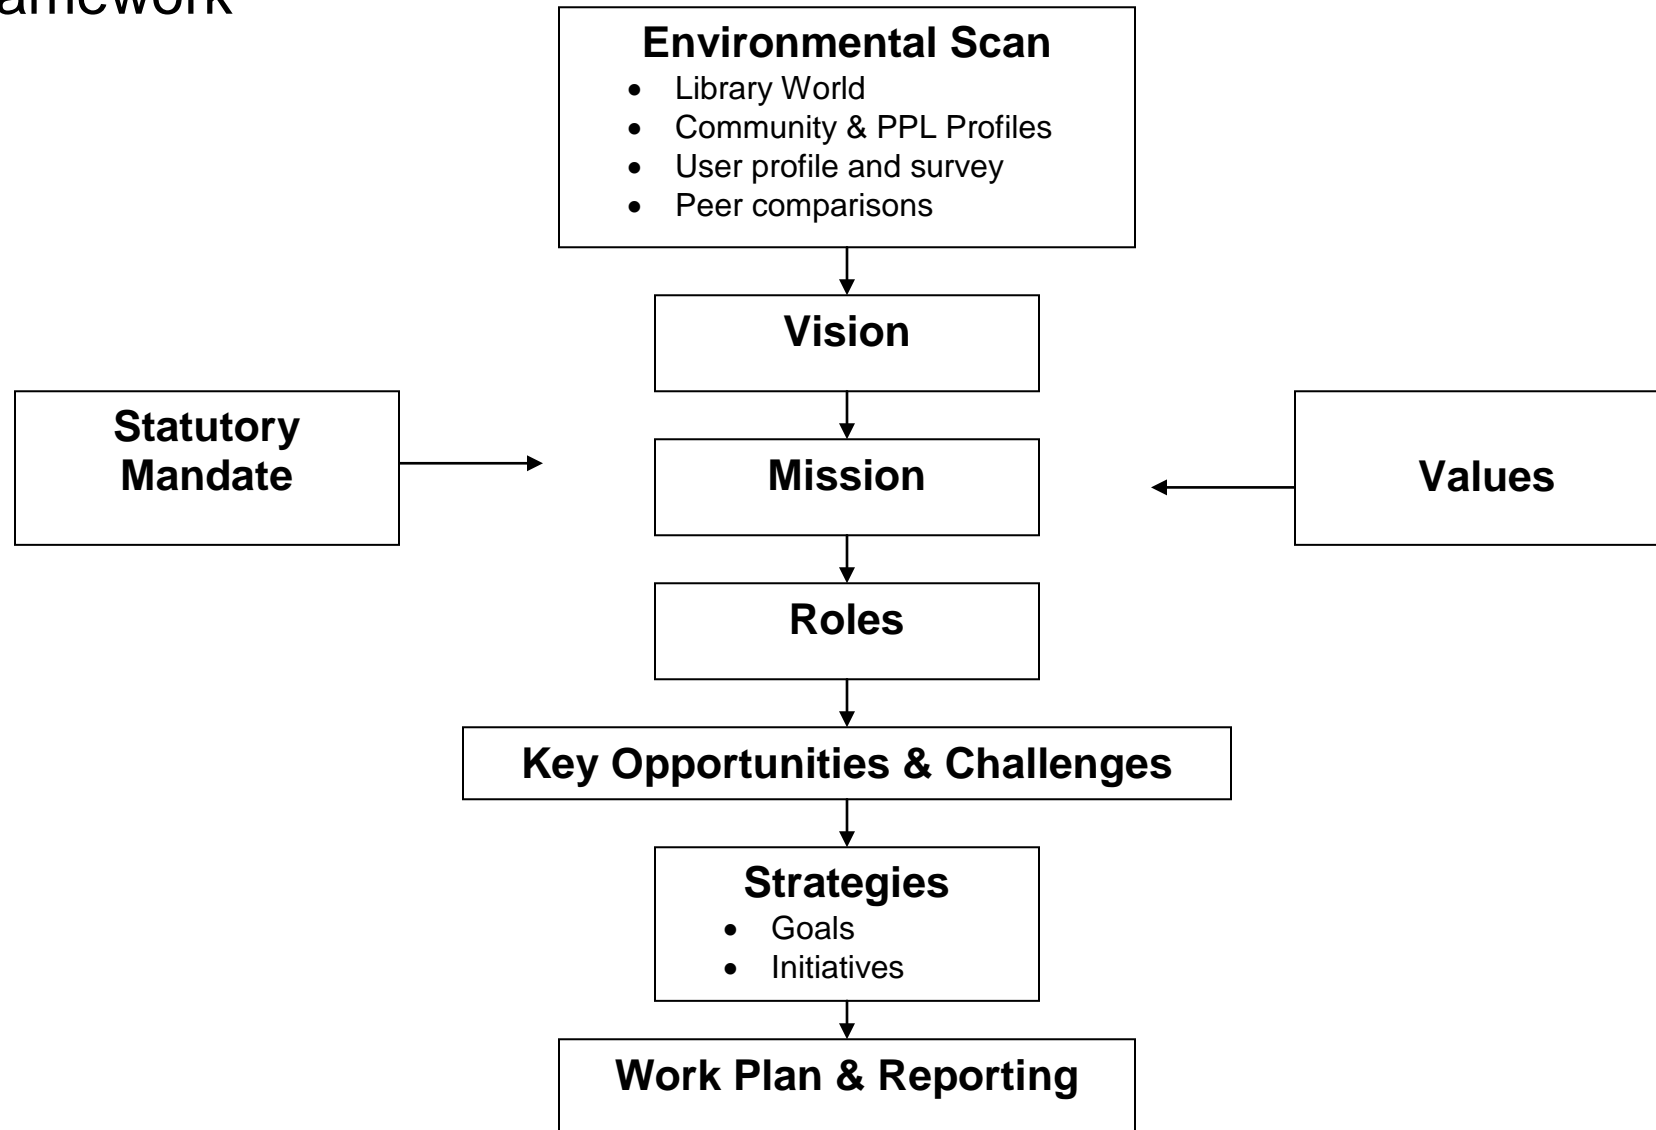 Environmental Scan
• Library World
• Community & PPL Profiles
• User profile and survey
• Peer comparisons
Vision
Statutory
Mandate
Mission
Values
Roles
Key Opportunities & Challenges
Strategies
• Goals
• Initiatives
Work Plan & Reporting